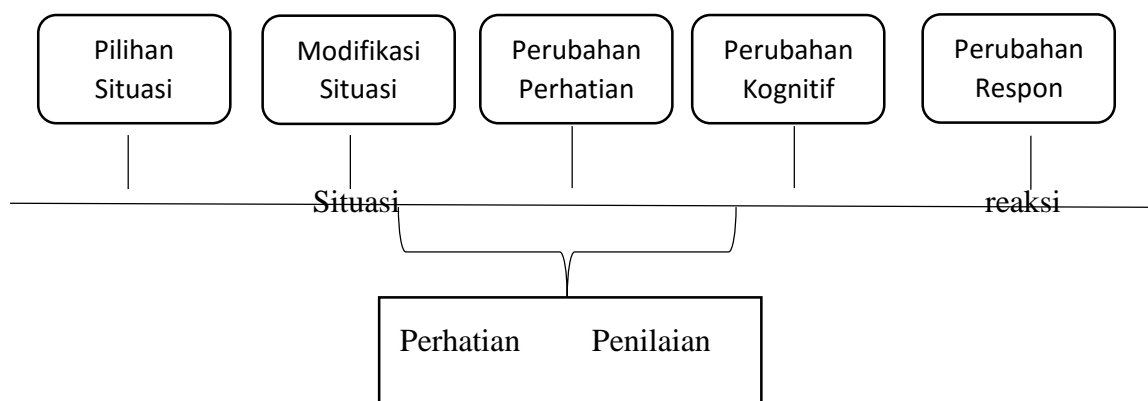 Pilihan
Situasi
Modifikasi
Situasi
Perubahan
Perhatian
Perubahan
Kognitif
Perubahan
Respon
Situasi
reaksi
Perhatian Penilaian